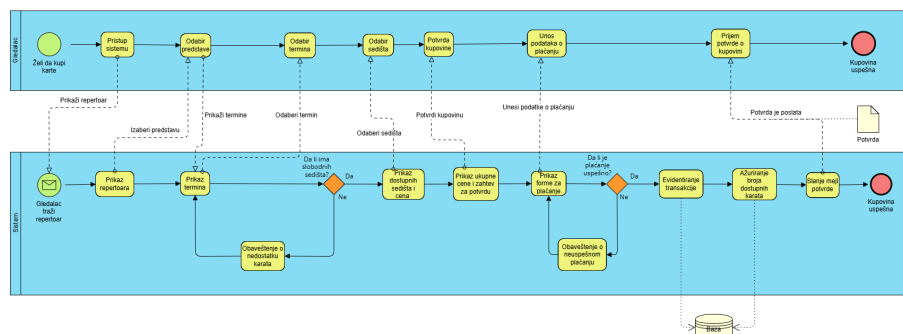 Gledalac
Želi da kupi
karte
Pristup
sistemu
Odabir
predstave
Odabir
termina
Odabir
sedišta
Potvrda
kupovine
Unos
podataka o
plaćanju
Prijem
potvrde o
kupovini
Kupovina
uspešna
Prikaži repertoar
Izaberi predstavu
Prikaži termine
Odaberi termin
Odaberi sedišta
Potvrdi kupovinu
Unesi podatke o plaćanju
Potvrda je poslata
Potvrda
Sistem
Gledalac
traži
repertoar
Prikaz
repertoara
Prikaz
termina
Da li ima
slobodnih
sedišta?
Da
Ne
Obaveštenje o
nedostatku
karata
Prikaz
dostupnih
sedišta i
cena
Prikaz ukupne
cene i zahtev
za potvrdu
Prikaz
forme za
plaćanje
Da li je
plaćanje
uspešno?
Da
Ne
Obaveštenje o
neuspešnom
plaćanju
Evidentiranje
transakcije
Ažuriranje
broja
dostupnih
karata
Slanje mejl
potvrde
Kupovina
uspešna
Baza